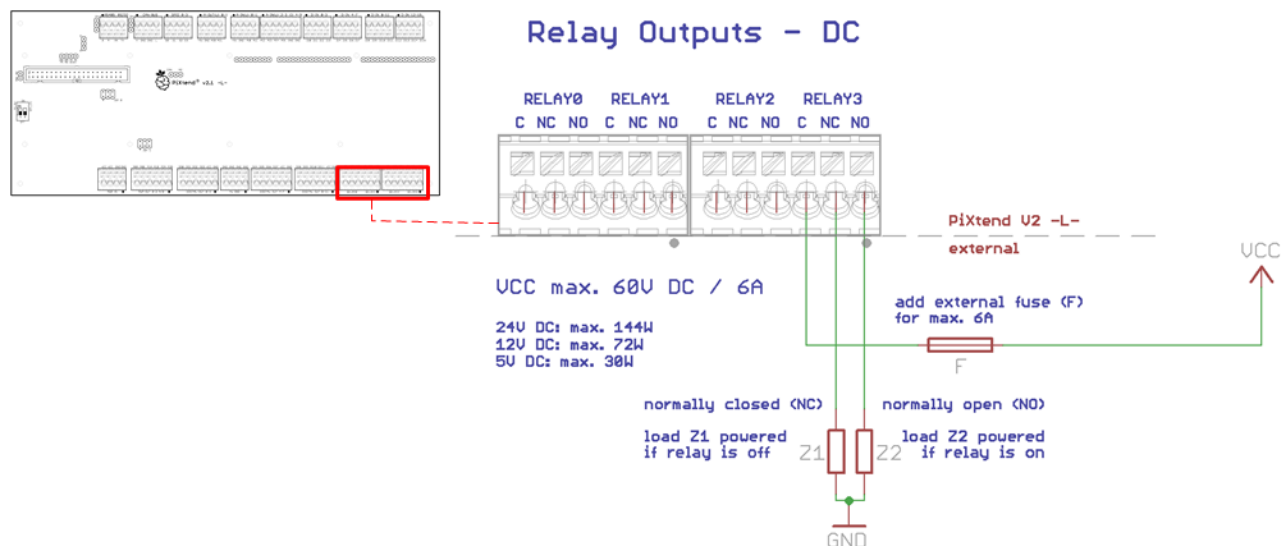 Relay Outputs - DC
PiXtend® v2.1 -L-
RELAY0 RELAY1 RELAY2 RELAY3
C NC NO C NC NO C NC NO C NC NO
PiXtend V2 -L-
external
VCC
VCC max. 60V DC / 6A
add external fuse (F)
for max. 6A
24V DC: max. 144W
12V DC: max. 72W
5V DC: max. 30W
F
normally closed (NC)
normally open (NO)
load Z1 powered
if relay is off
Z1
Z2
load Z2 powered
if relay is on
GND